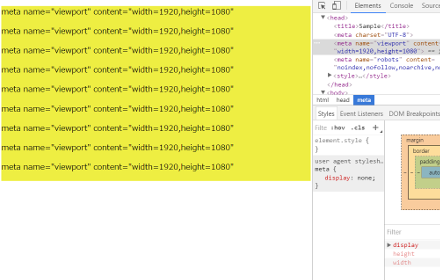 meta name="viewport" content="width=1920,height=1080"
meta name="viewport" content="width=1920,height=1080"
meta name="viewport" content="width=1920,height=1080"
meta name="viewport" content="width=1920,height=1080"
meta name="viewport" content="width=1920,height=1080"
meta name="viewport" content="width=1920,height=1080"
meta name="viewport" content="width=1920,height=1080"
meta name="viewport" content="width=1920,height=1080"
meta name="viewport" content="width=1920,height=1080"
Elements Console Sources
<head>
<title>Sample</title>
<meta charset="UTF-8">
<meta name="viewport" content=
"width=1920,height=1080"> ==
<meta name="robots" content=
"noindex,nofollow,noarchive,
<style>…</style>
</head>
<body>
html head meta
Styles Event Listeners DOM Breakpoints
:hov .cls +
element.style {
}
user agent stylesh…
meta {
display: none;
}
margin
border
padding
auto
Filter
display
height
width